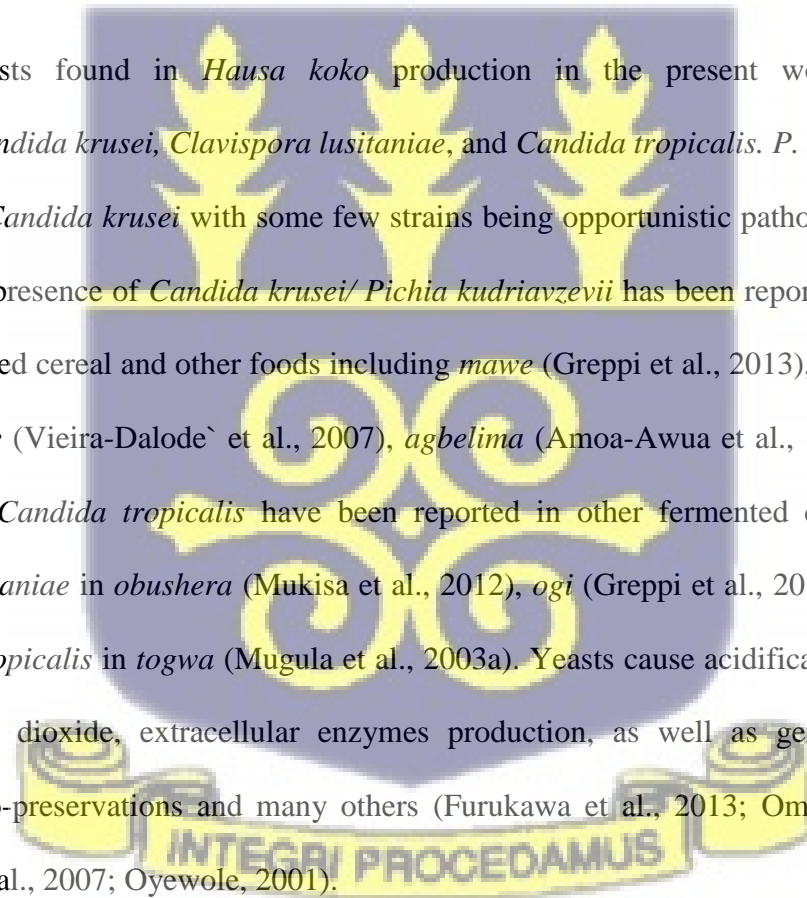 sts found in Hausa koko production in the present wo
ndida krusei, Clavispora lusitaniae, and Candida tropicalis. P.
Candida krusei with some few strains being opportunistic patho
presence of Candida krusei/ Pichia kudriavzevii has been repor
ed cereal and other foods including mawe (Greppi et al., 2013),
(Vieira-Dalode` et al., 2007), agbelima (Amoa-Awua et al.,
Candida tropicalis have been reported in other fermented
aniae in obushera (Mukisa et al., 2012), ogi (Greppi et al., 20
opicalis in togwa (Mugula et al., 2003a). Yeasts cause acidifica
dioxide, extracellular enzymes production, as well as ge
o-preservations and many others (Furukawa et al., 2013; Om
al., 2007; Oyewole, 2001).
INTEGRI PROCEDAMUS